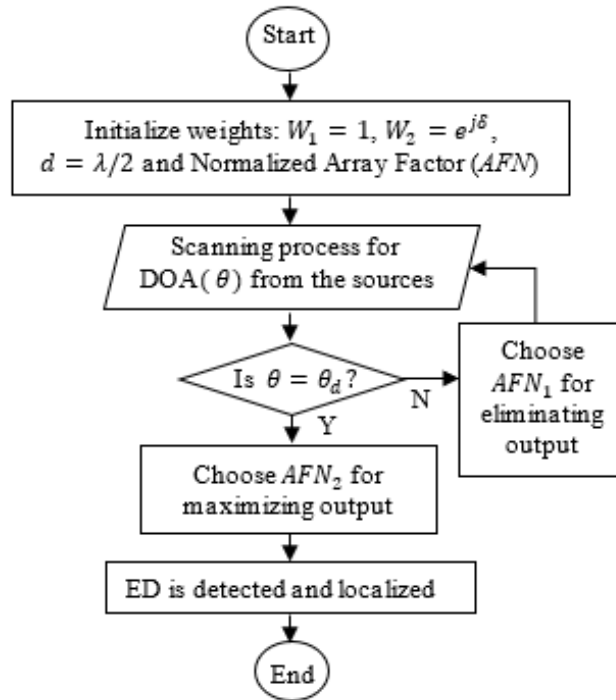 Start
Initialize weights: W₁ = 1, W₂ = e^{jδ},
d = λ/2 and Normalized Array Factor (AFN)
Scanning process for
DOA( θ ) from the sources
Is θ = θ_d?
N
Y
Choose
AFN₁ for
eliminating
output
Choose AFN₂ for
maximizing output
ED is detected and localized
End